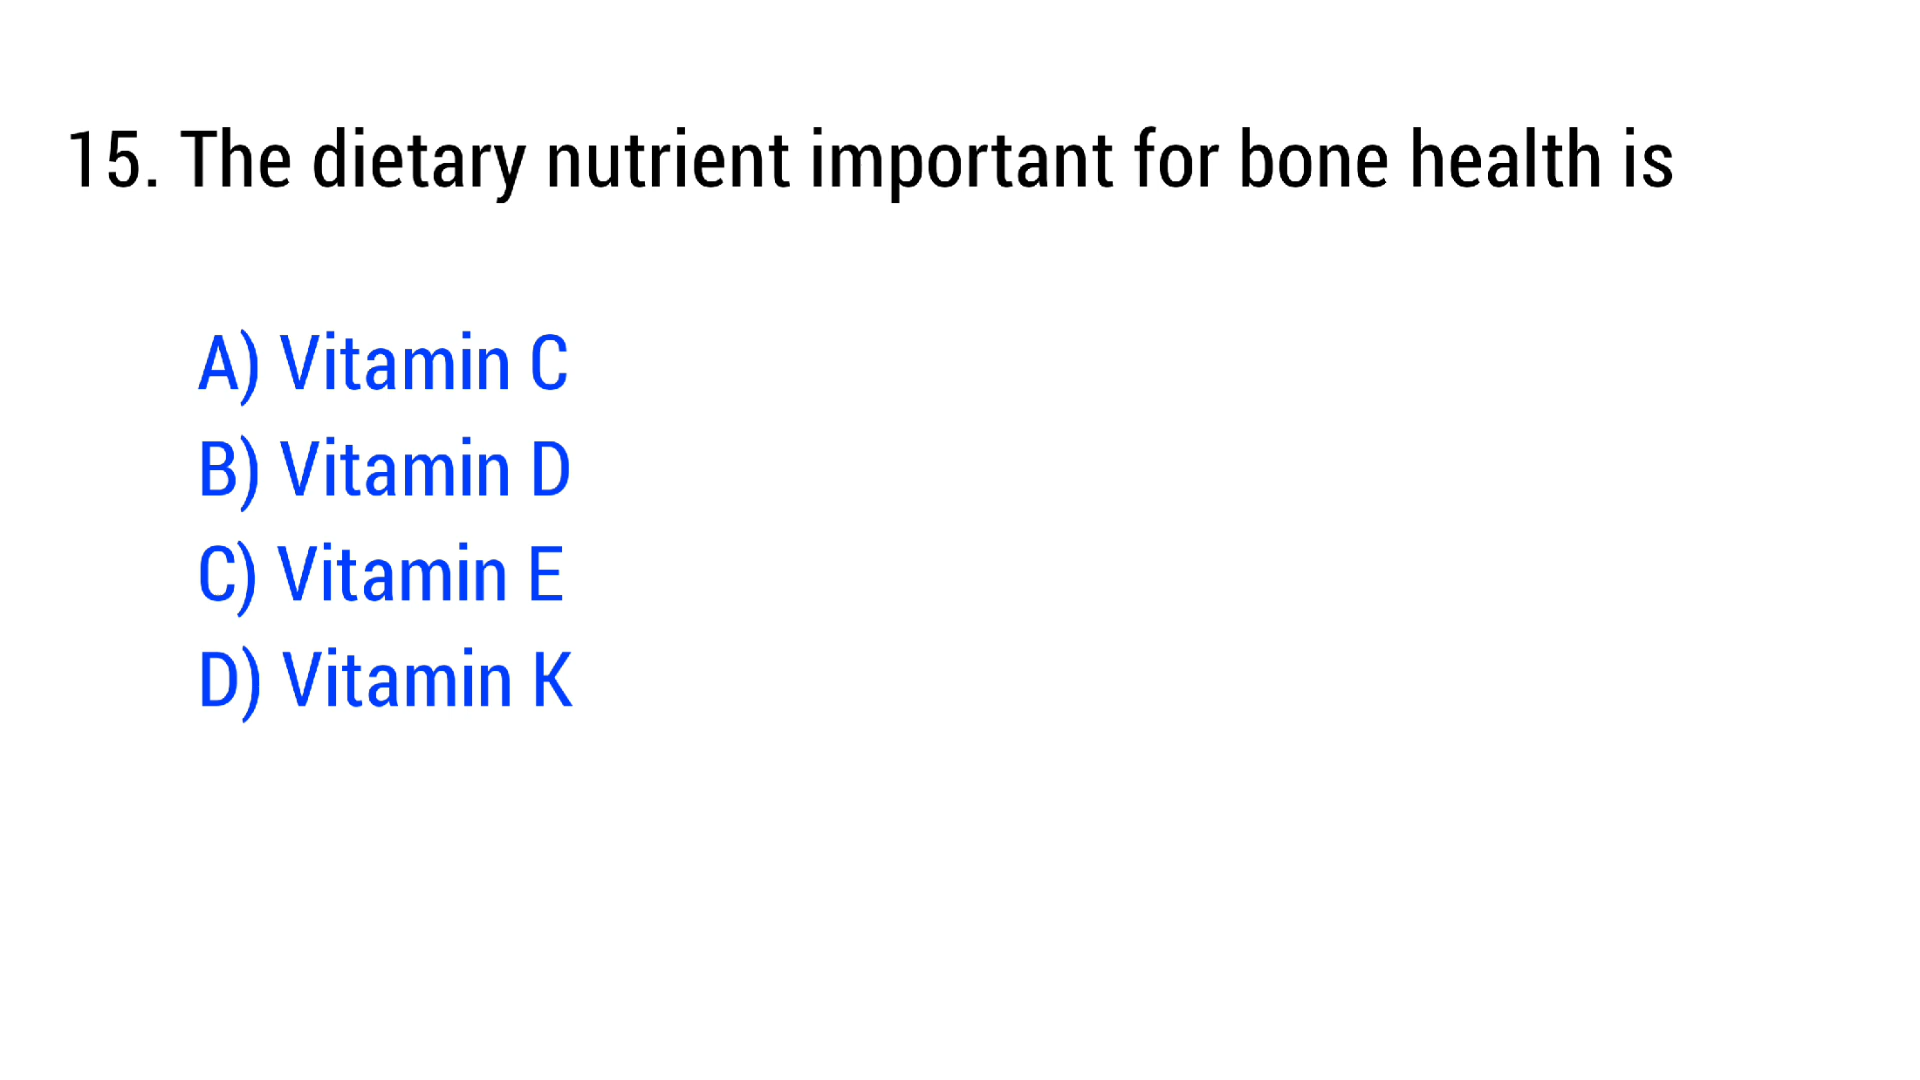 15. The dietary nutrient important for bone health is
A) Vitamin C
B) Vitamin D
C) Vitamin E
D) Vitamin K